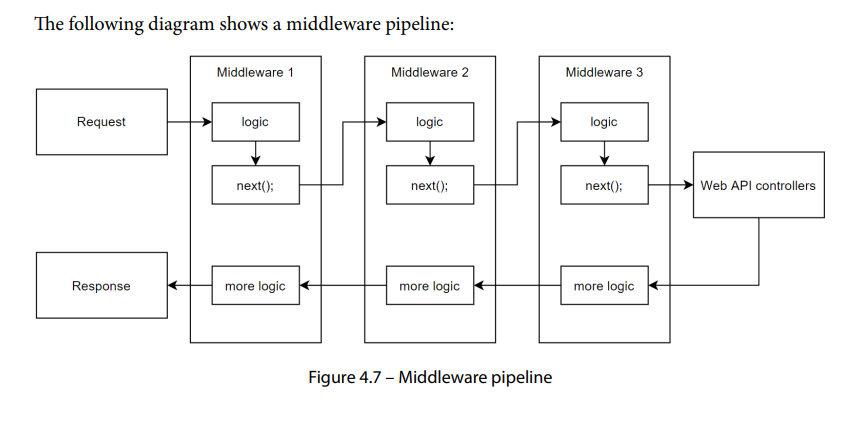 The following diagram shows a middleware pipeline:
Middleware 1
Middleware 2
Middleware 3
Request
logic
logic
logic
next();
next();
next();
Web API controllers
Response
more logic
more logic
more logic
Figure 4.7 – Middleware pipeline